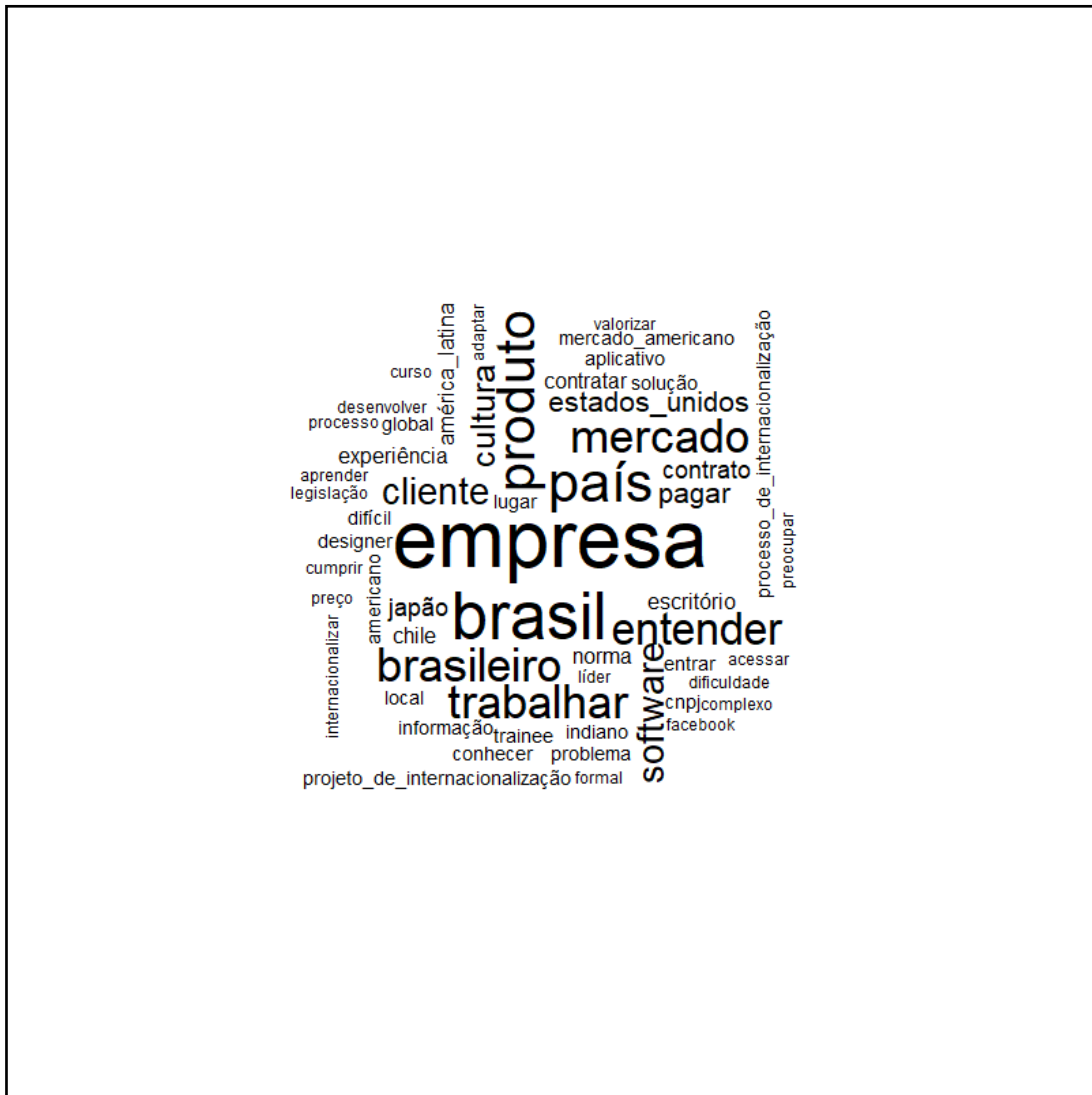 valorizar
mercado_americano
aplicativo
contratar solução
estados_unidos
mercado
país
contrato
pagar
processo_de_internacionalização
preocupar
produto
adaptar
cultura
américa_latina
curso
desenvolver
processo global
experiência
aprender
legislação
cliente
lugar
difícil
designer
empresa
cumprir
americano
preço
japão
chile
brasil
escritório
entender
internacionalizar
brasileiro
norma
líder
entrar
acessar
dificuldade
local
trabalhar
software
cnpj complexo
facebook
informação
trainee
indiano
conhecer
problema
projeto_de_internacionalização
formal